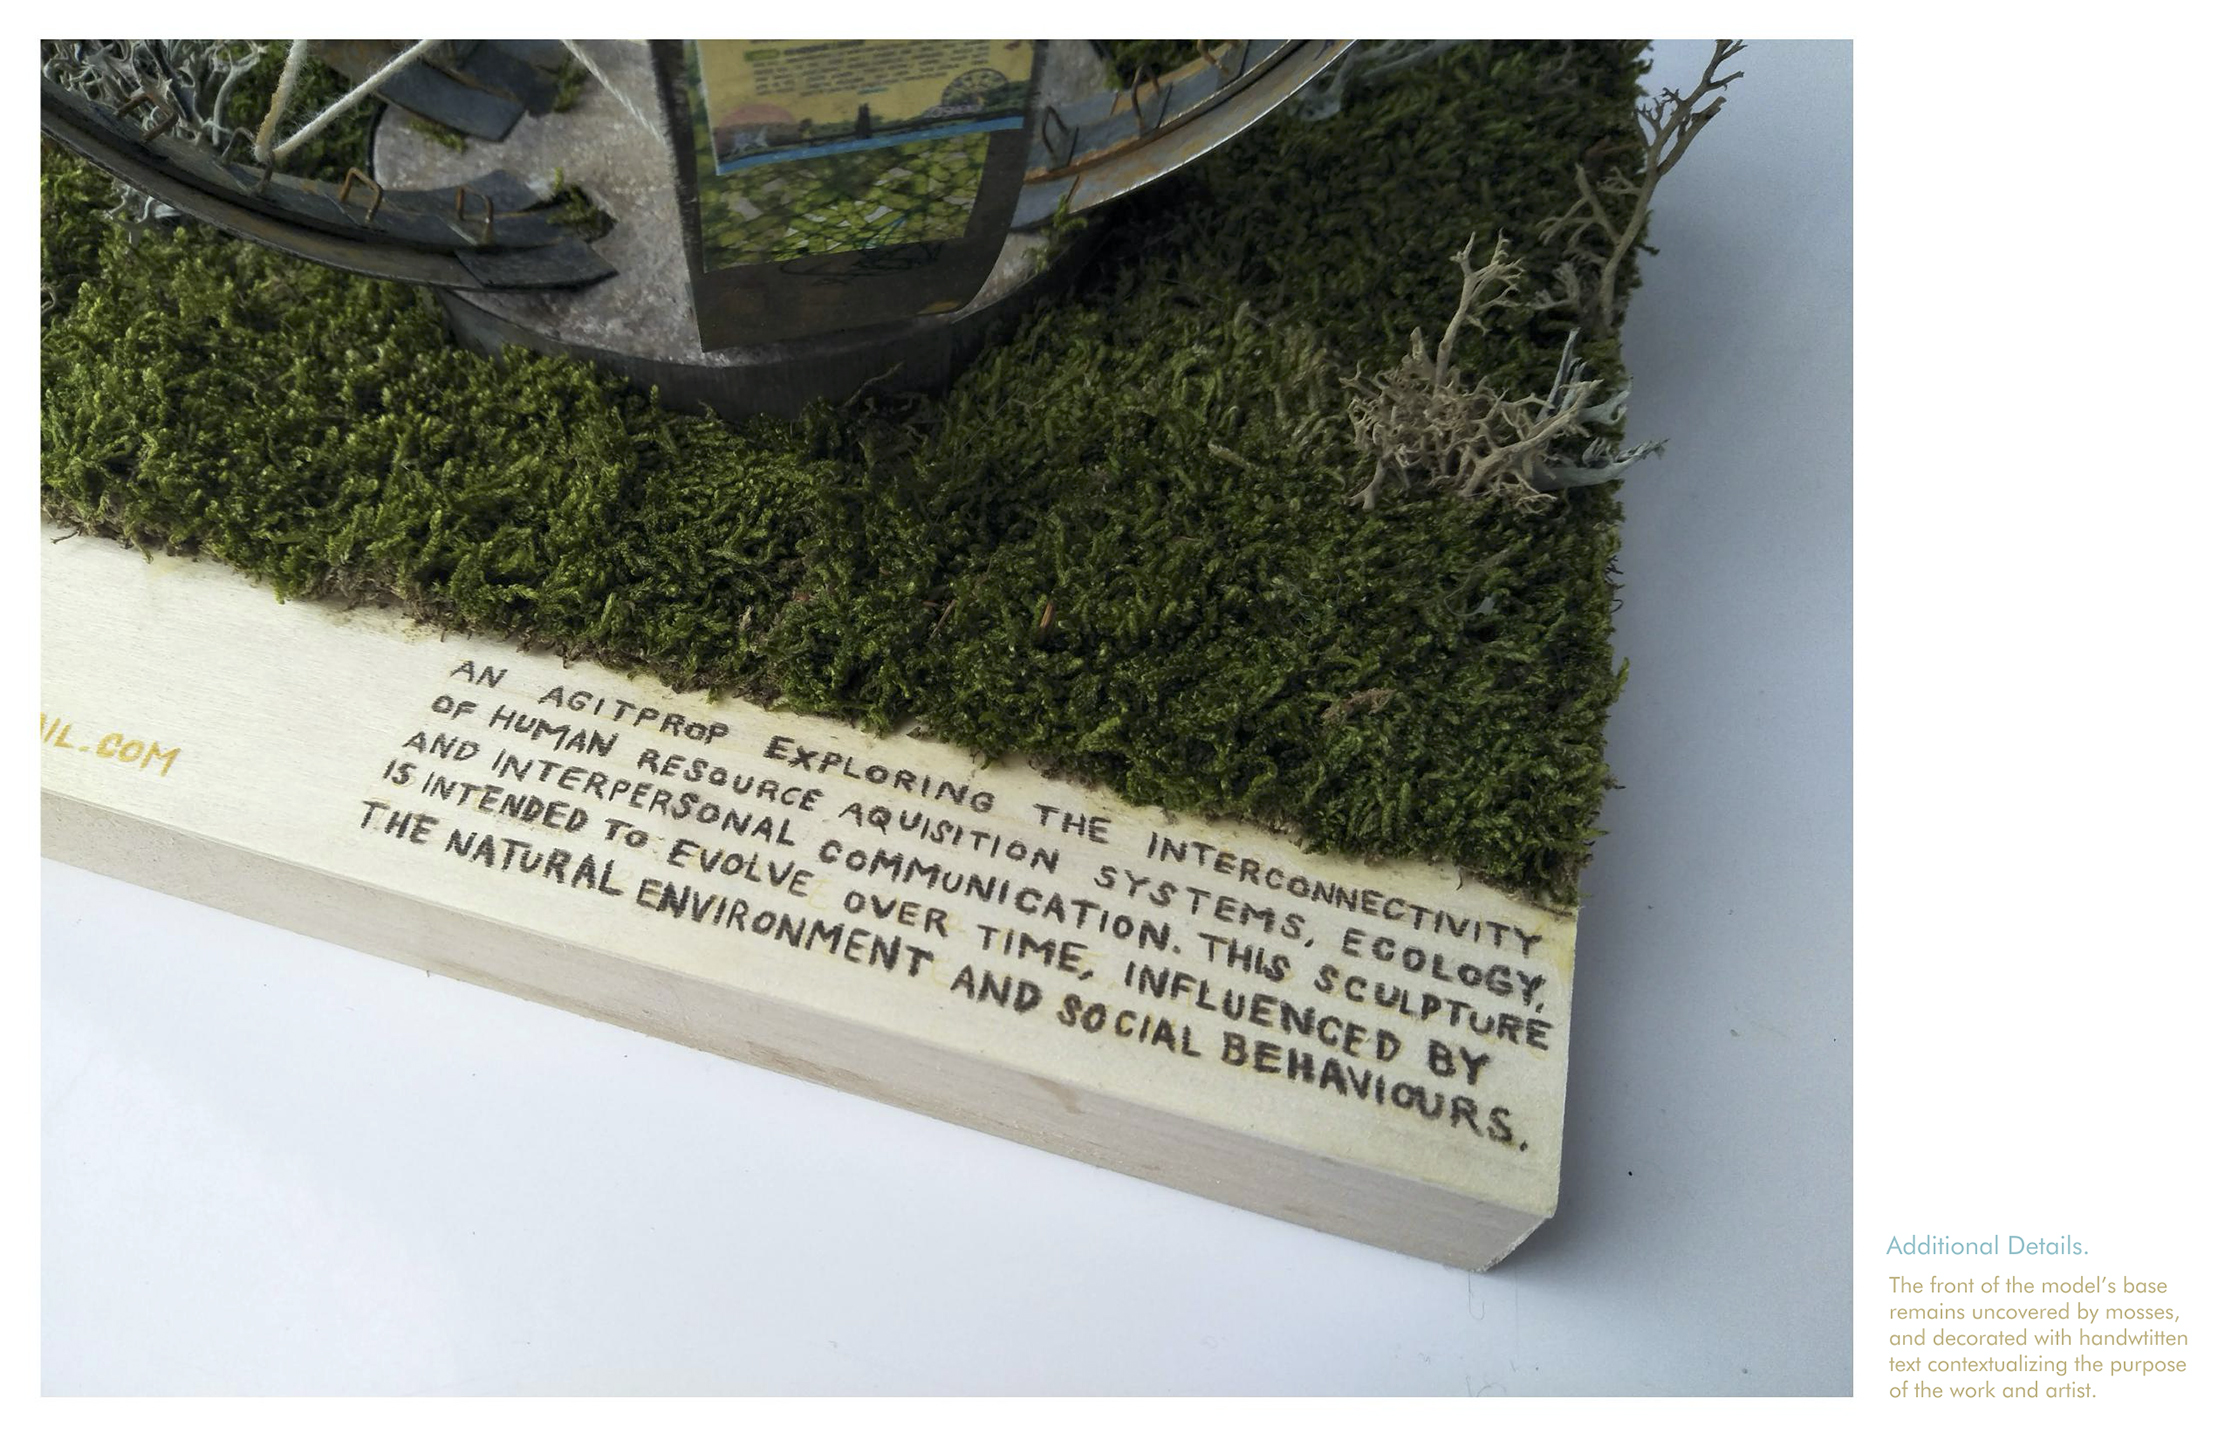 AN AGITPROP EXPLORING THE INTERCONNECTIVITY
OF HUMAN RESOURCE AQUISITION SYSTEMS, ECOLOGY,
AND INTERPERSONAL COMMUNICATION. THIS SCULPTURE
IS INTENDED TO EVOLVE OVER TIME, INFLUENCED BY
THE NATURAL ENVIRONMENT AND SOCIAL BEHAVIOURS.
IL.COM
Additional Details.
The front of the model's base
remains uncovered by mosses,
and decorated with handwtitten
text contextualizing the purpose
of the work and artist.